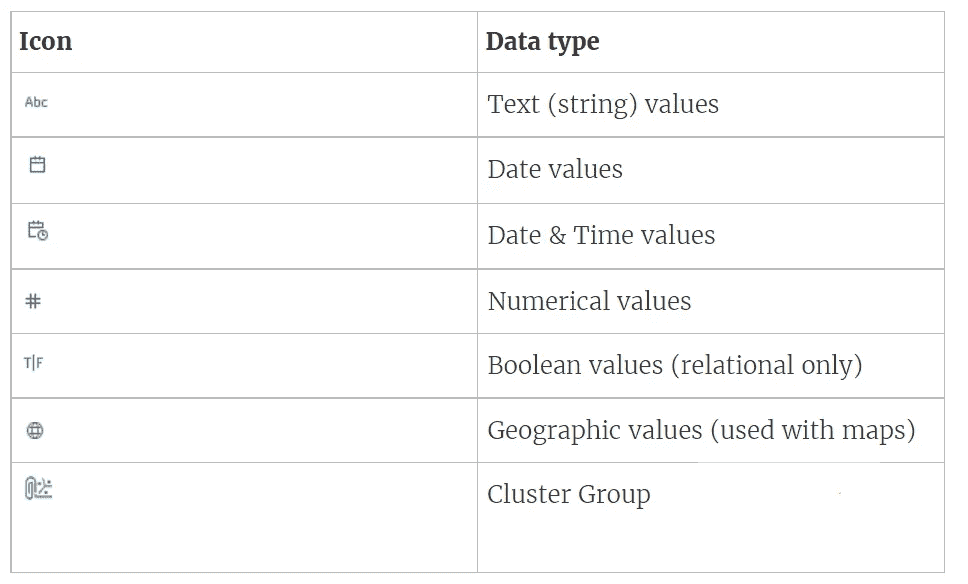 Icon Data type
Abc Text (string) values
Date values
Date & Time values
# Numerical values
T|F Boolean values (relational only)
Geographic values (used with maps)
Cluster Group